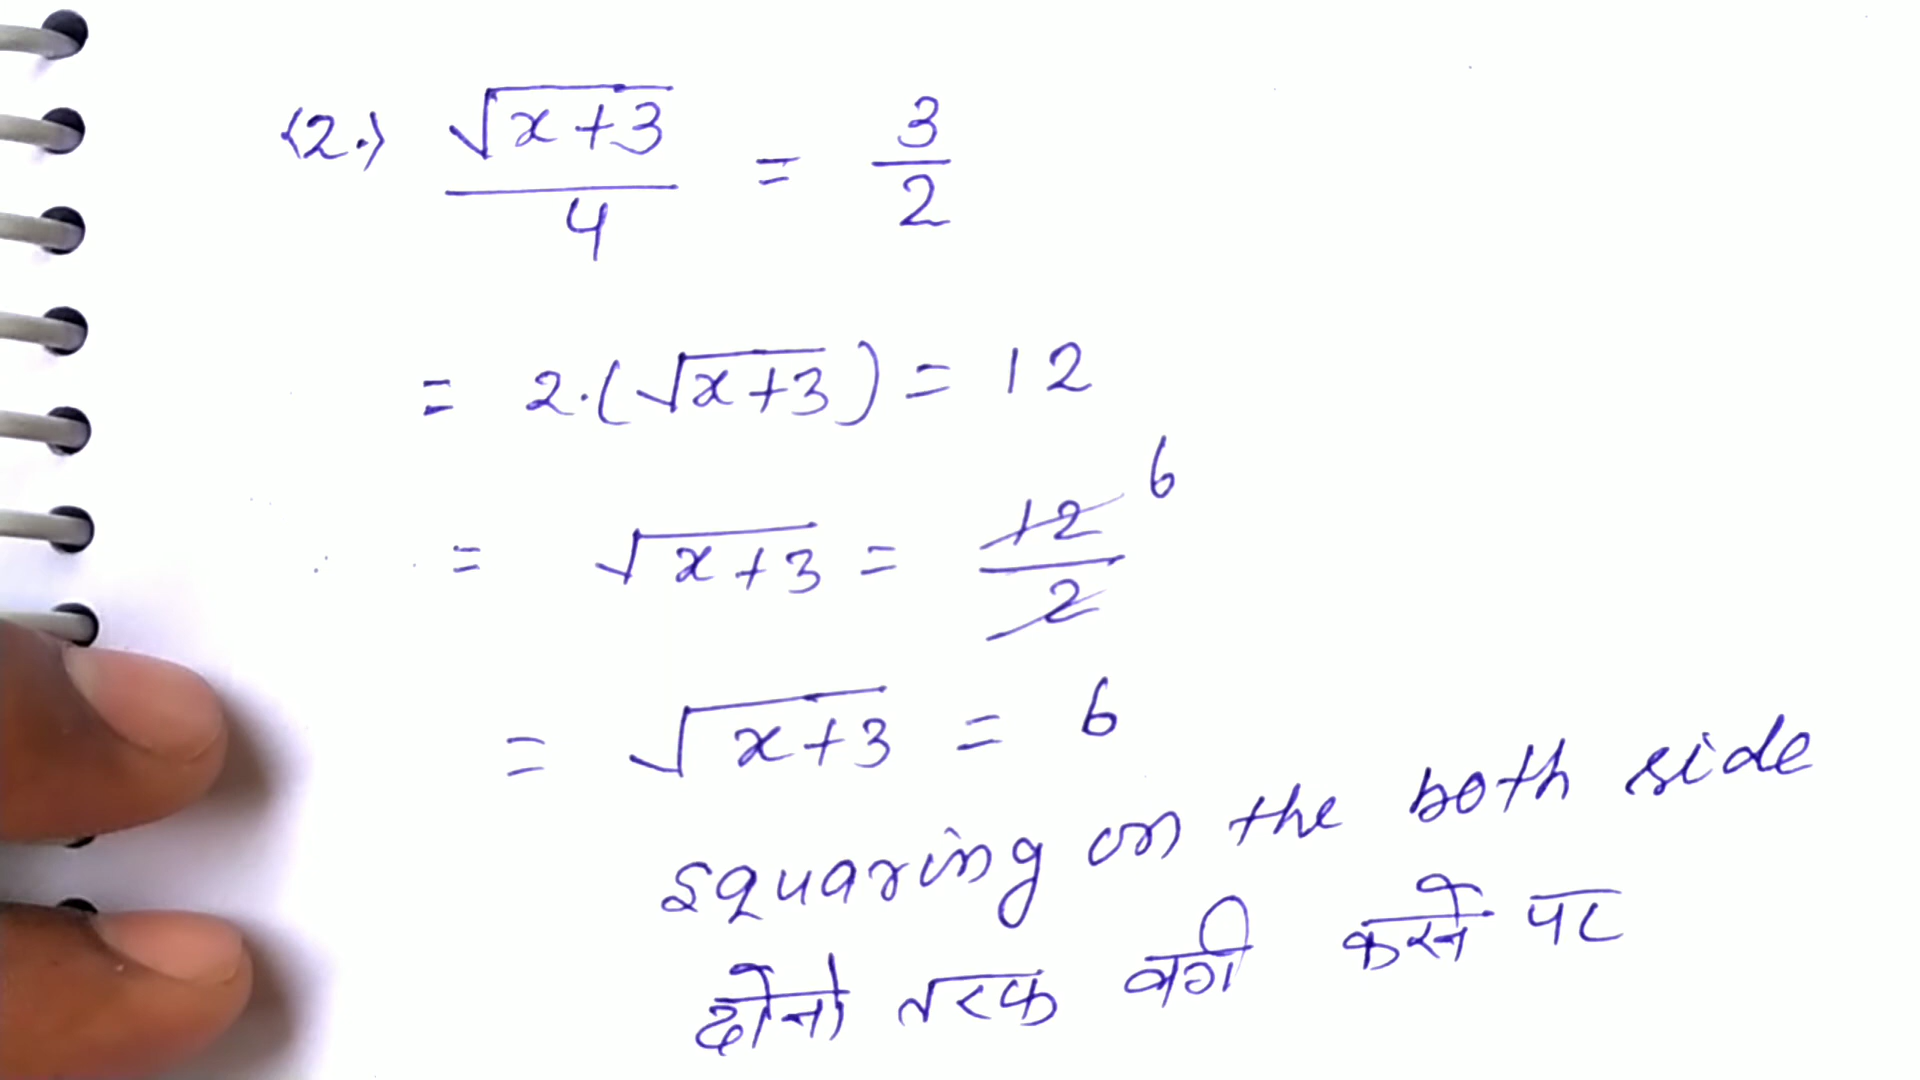 (2.) √(x+3) / 4 = 3/2
= 2.(√(x+3)) = 12
= √(x+3) = 12/2 6
= √(x+3) = 6
squaring on the both side
दोनो तरफ वर्ग करने पर